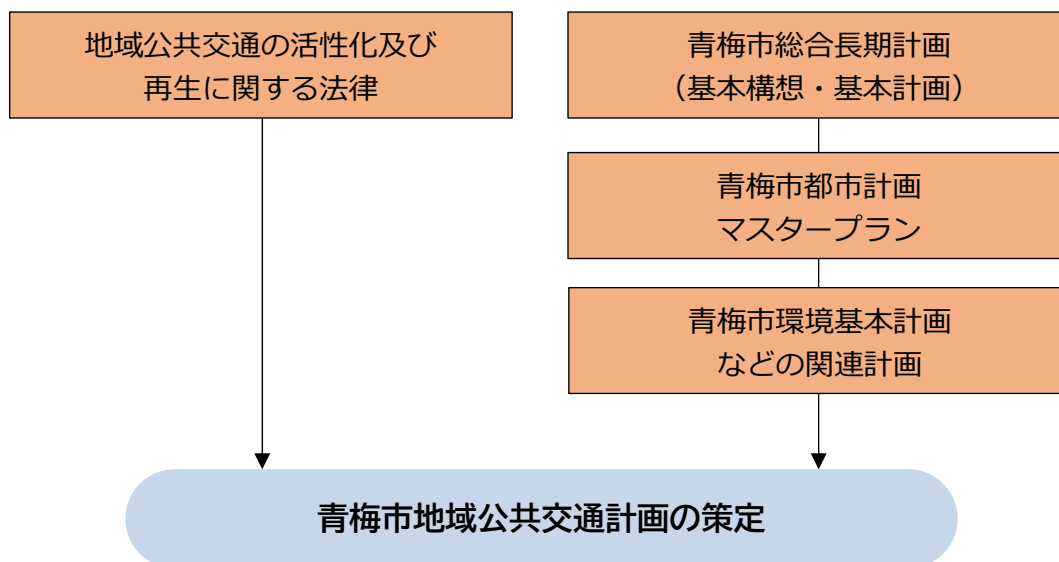 地域公共交通の活性化及び
再生に関する法律
青梅市総合長期計画
（基本構想・基本計画）
青梅市都市計画
マスタープラン
青梅市環境基本計画
などの関連計画
青梅市地域公共交通計画の策定